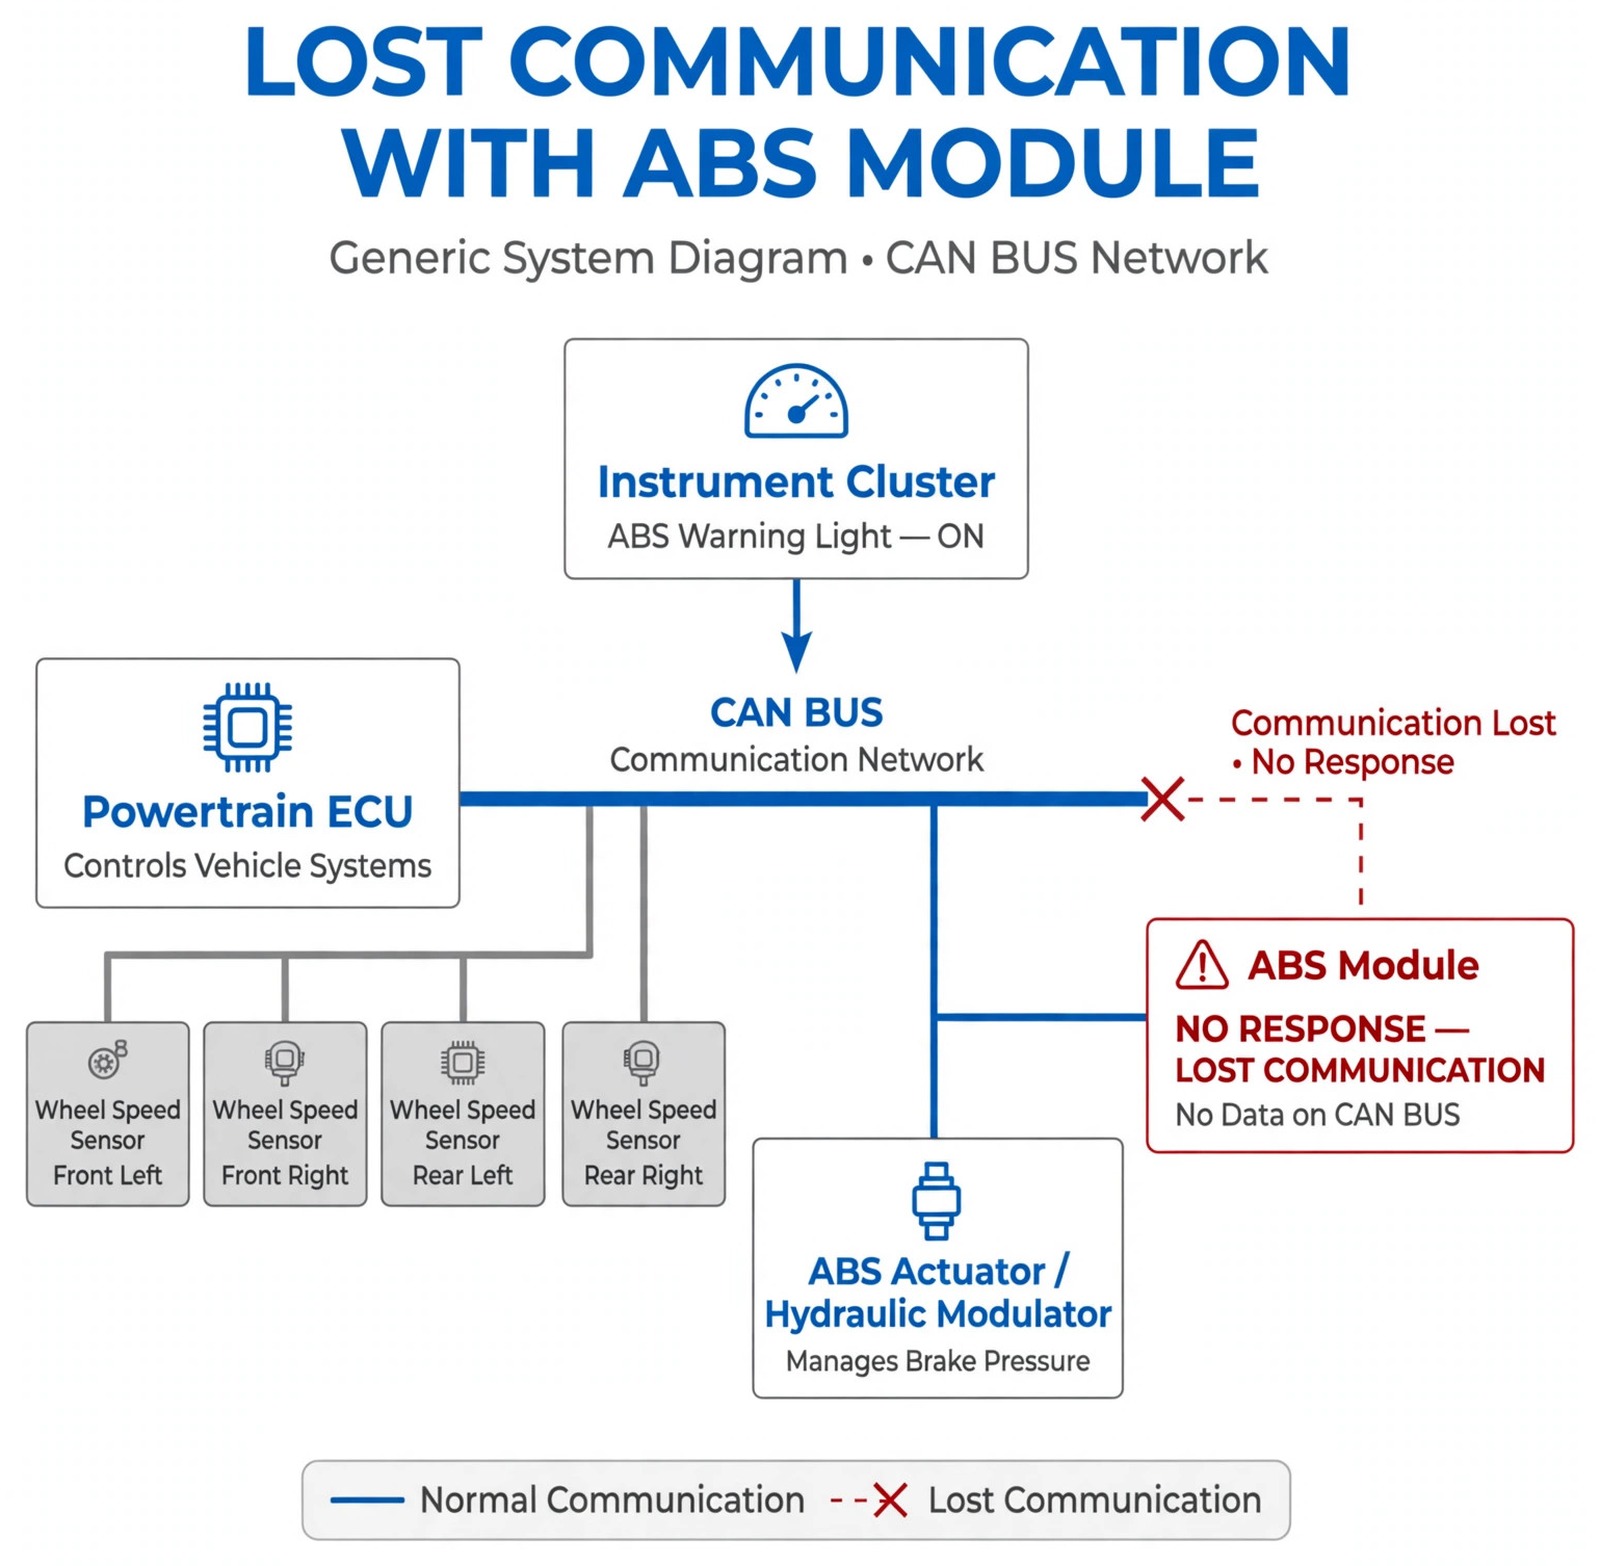 LOST COMMUNICATION
WITH ABS MODULE
Generic System Diagram • CAN BUS Network
Instrument Cluster
ABS Warning Light — ON
CAN BUS
Communication Network
Powertrain ECU
Controls Vehicle Systems
Communication Lost
• No Response
ABS Module
NO RESPONSE —
LOST COMMUNICATION
No Data on CAN BUS
Wheel Speed
Sensor
Front Left
Wheel Speed
Sensor
Front Right
Wheel Speed
Sensor
Rear Left
Wheel Speed
Sensor
Rear Right
ABS Actuator /
Hydraulic Modulator
Manages Brake Pressure
Normal Communication
Lost Communication